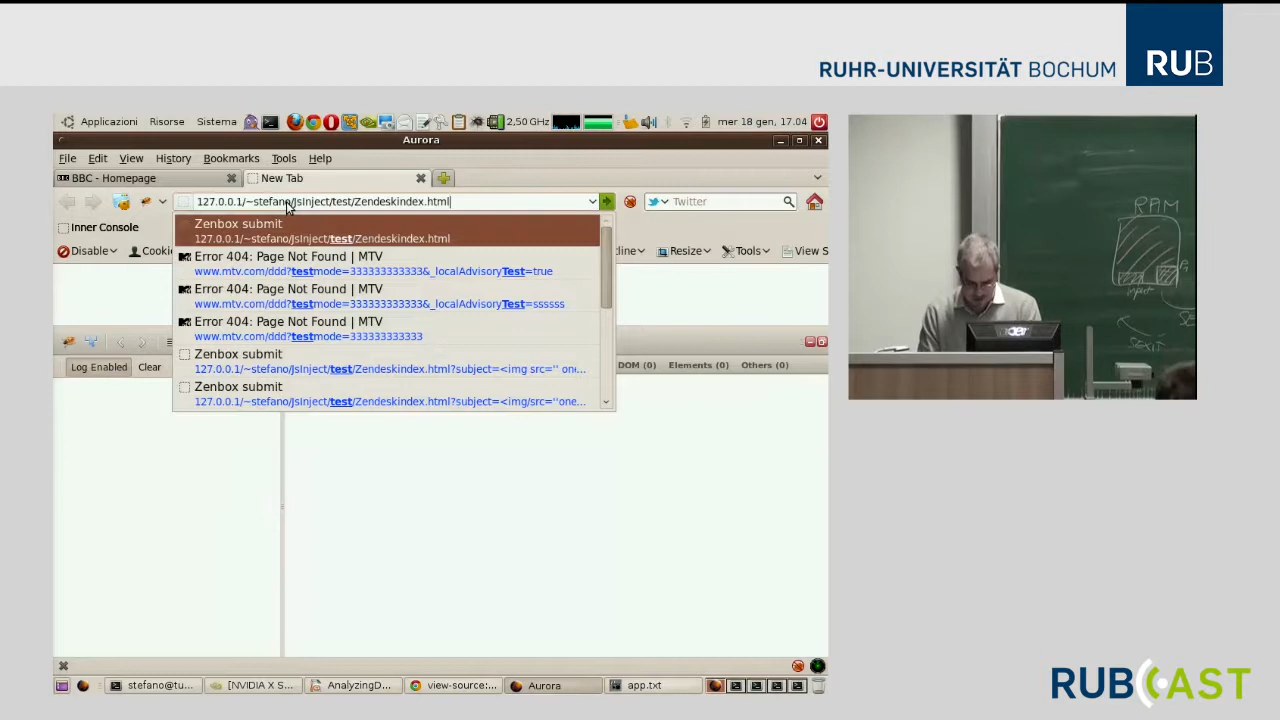 RUHR-UNIVERSITÄT BOCHUM
RUB
Applicazioni Risorse Sistema 2,50 GHz mer 18 gen, 17.04
Aurora
File Edit View History Bookmarks Tools Help
BBC - Homepage New Tab
127.0.0.1/~stefano/JsInject/test/Zendeskindex.html Twitter
Inner Console
Disable Cookie line Resize Tools View S
Zenbox submit
127.0.0.1/~stefano/JsInject/test/Zendeskindex.html
Error 404: Page Not Found | MTV
www.mtv.com/ddd?testmode=333333333333&_localAdvisoryTest=true
Error 404: Page Not Found | MTV
www.mtv.com/ddd?testmode=333333333333&_localAdvisoryTest=ssssss
Error 404: Page Not Found | MTV
www.mtv.com/ddd?testmode=333333333333
Zenbox submit
127.0.0.1/~stefano/JsInject/test/Zendeskindex.html?subject=<img src='' one...
Zenbox submit
127.0.0.1/~stefano/JsInject/test/Zendeskindex.html?subject=<img/src=''one...
Log Enabled Clear DOM (0) Elements (0) Others (0)
stefano@tu... [NVIDIA X S... AnalyzingD... view-source:... Aurora app.txt
RAM
input
acer
RUBCAST